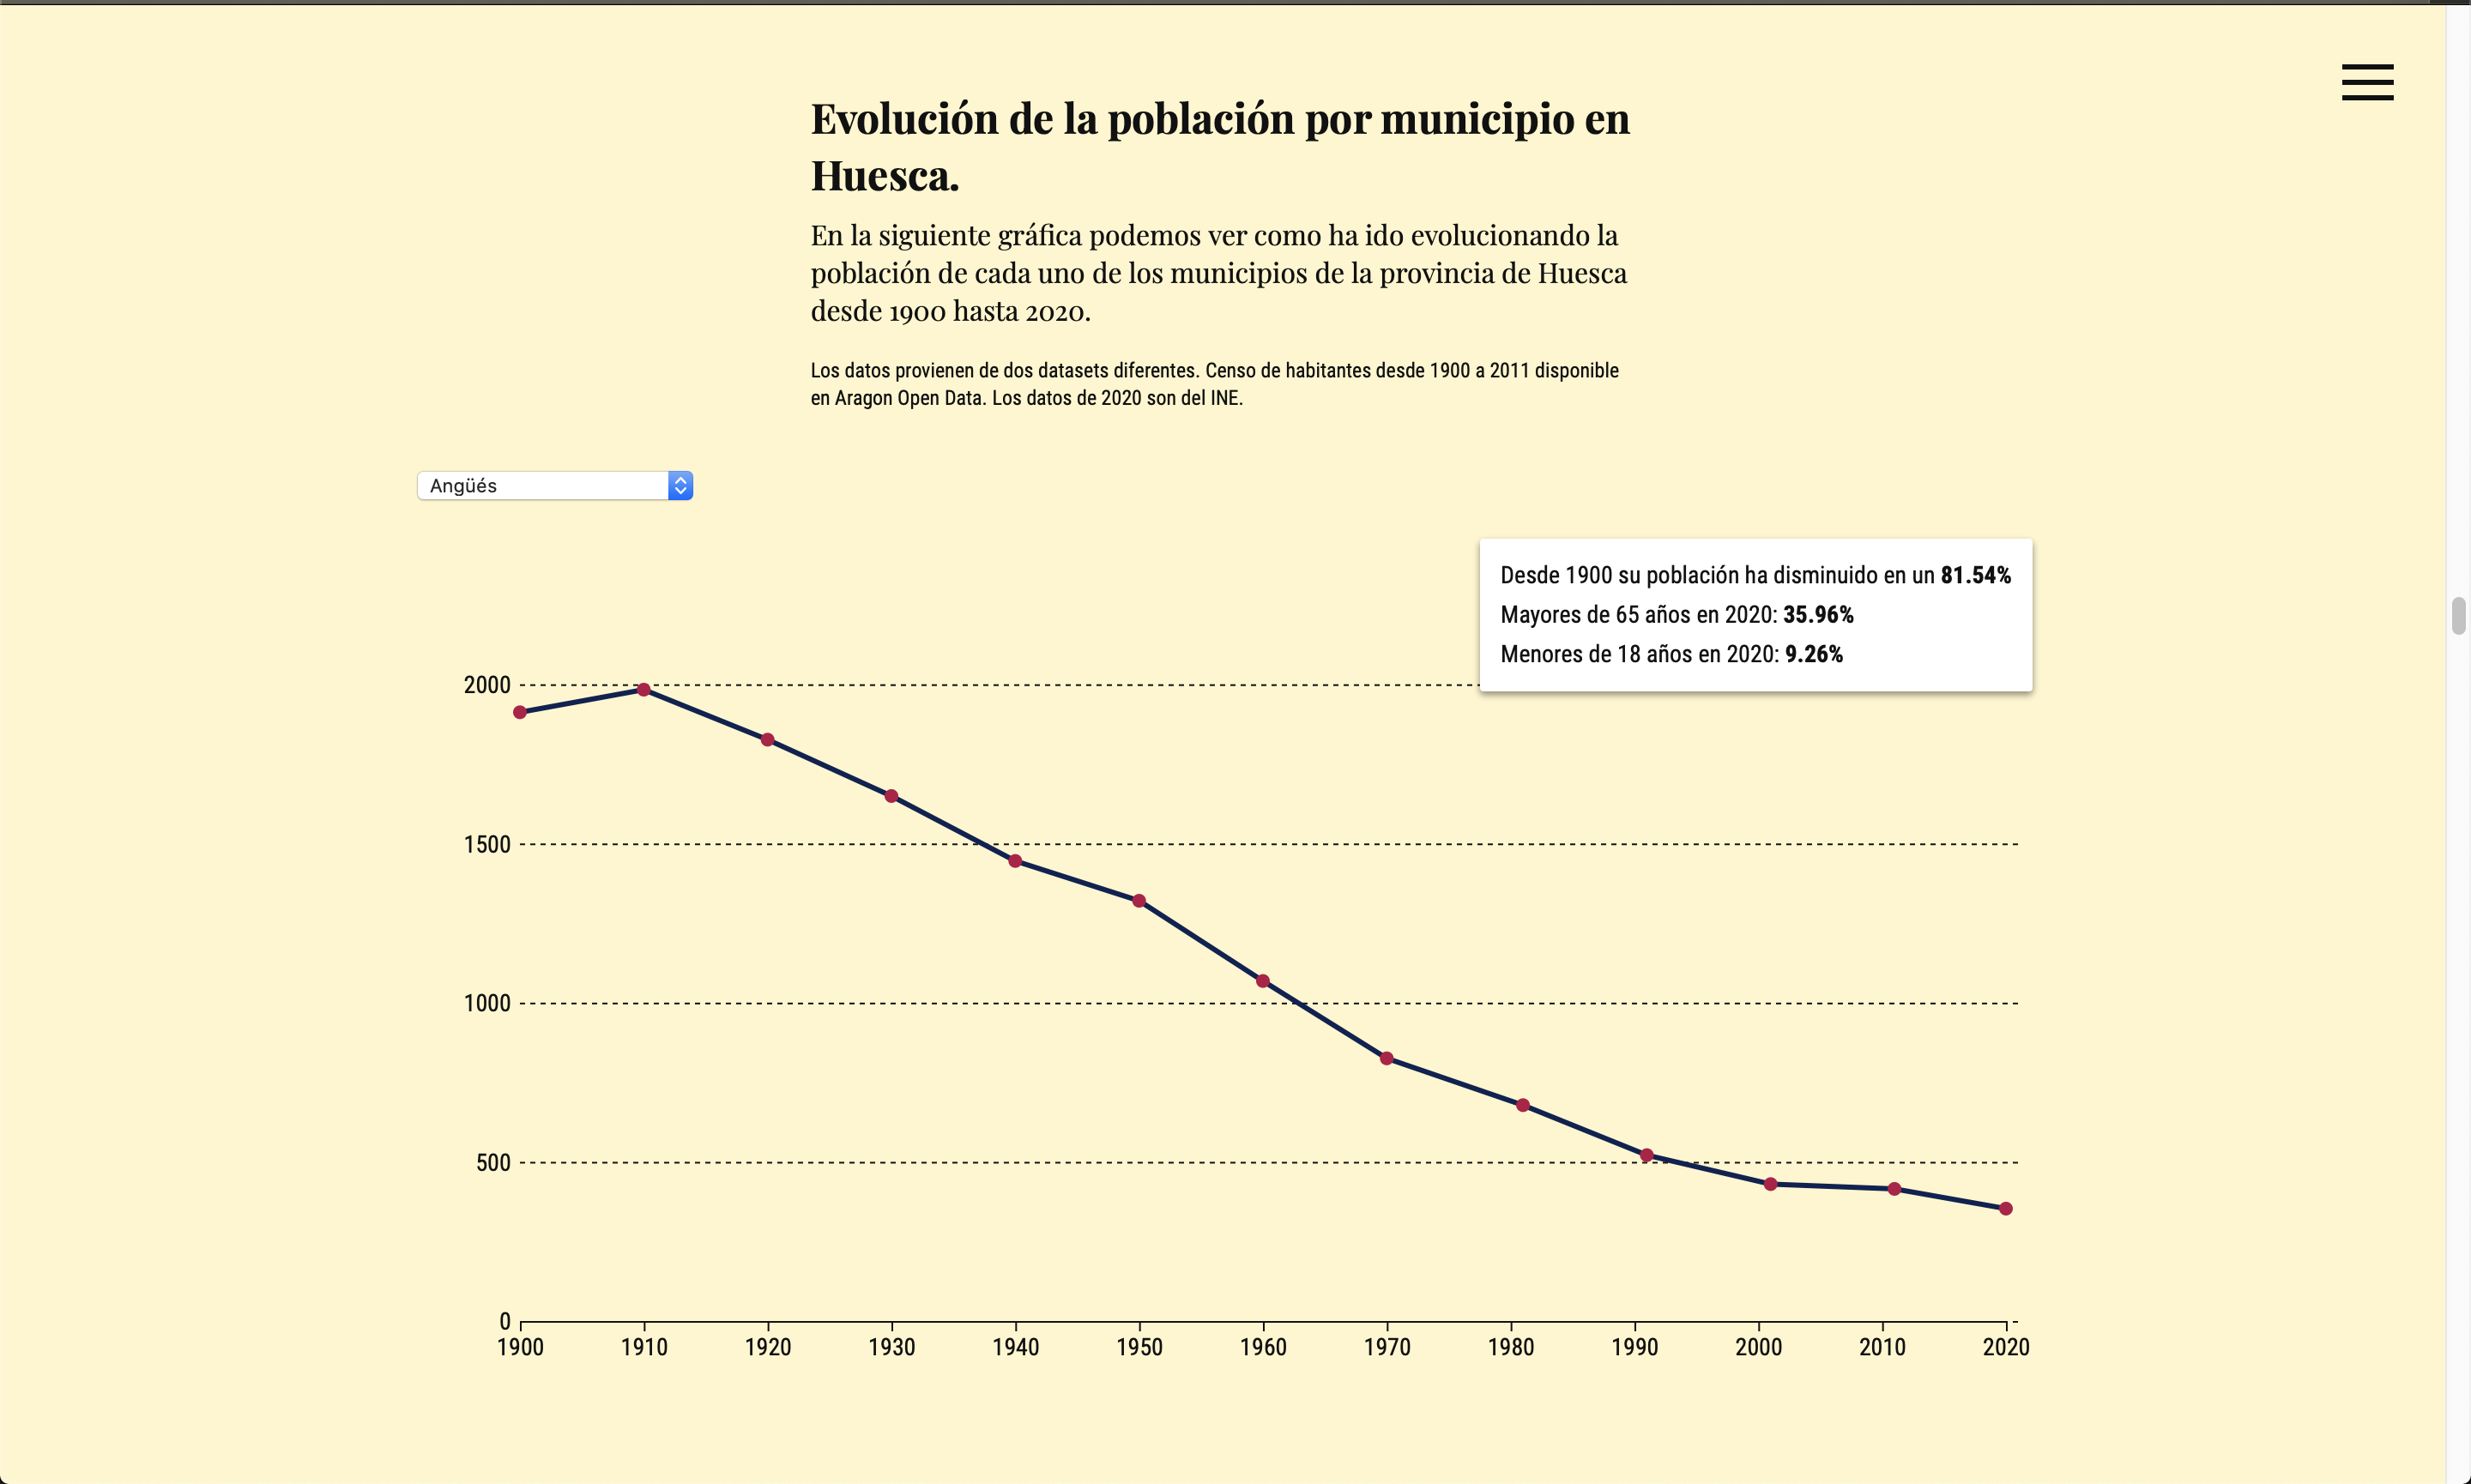 Evolución de la población por municipio en
Huesca.
En la siguiente gráfica podemos ver como ha ido evolucionando la
población de cada uno de los municipios de la provincia de Huesca
desde 1900 hasta 2020.
Los datos provienen de dos datasets diferentes. Censo de habitantes desde 1900 a 2011 disponible
en Aragon Open Data. Los datos de 2020 son del INE.
Angüés
Desde 1900 su población ha disminuido en un 81.54%
Mayores de 65 años en 2020: 35.96%
Menores de 18 años en 2020: 9.26%
2000
1500
1000
500
0
1900 1910 1920 1930 1940 1950 1960 1970 1980 1990 2000 2010 2020